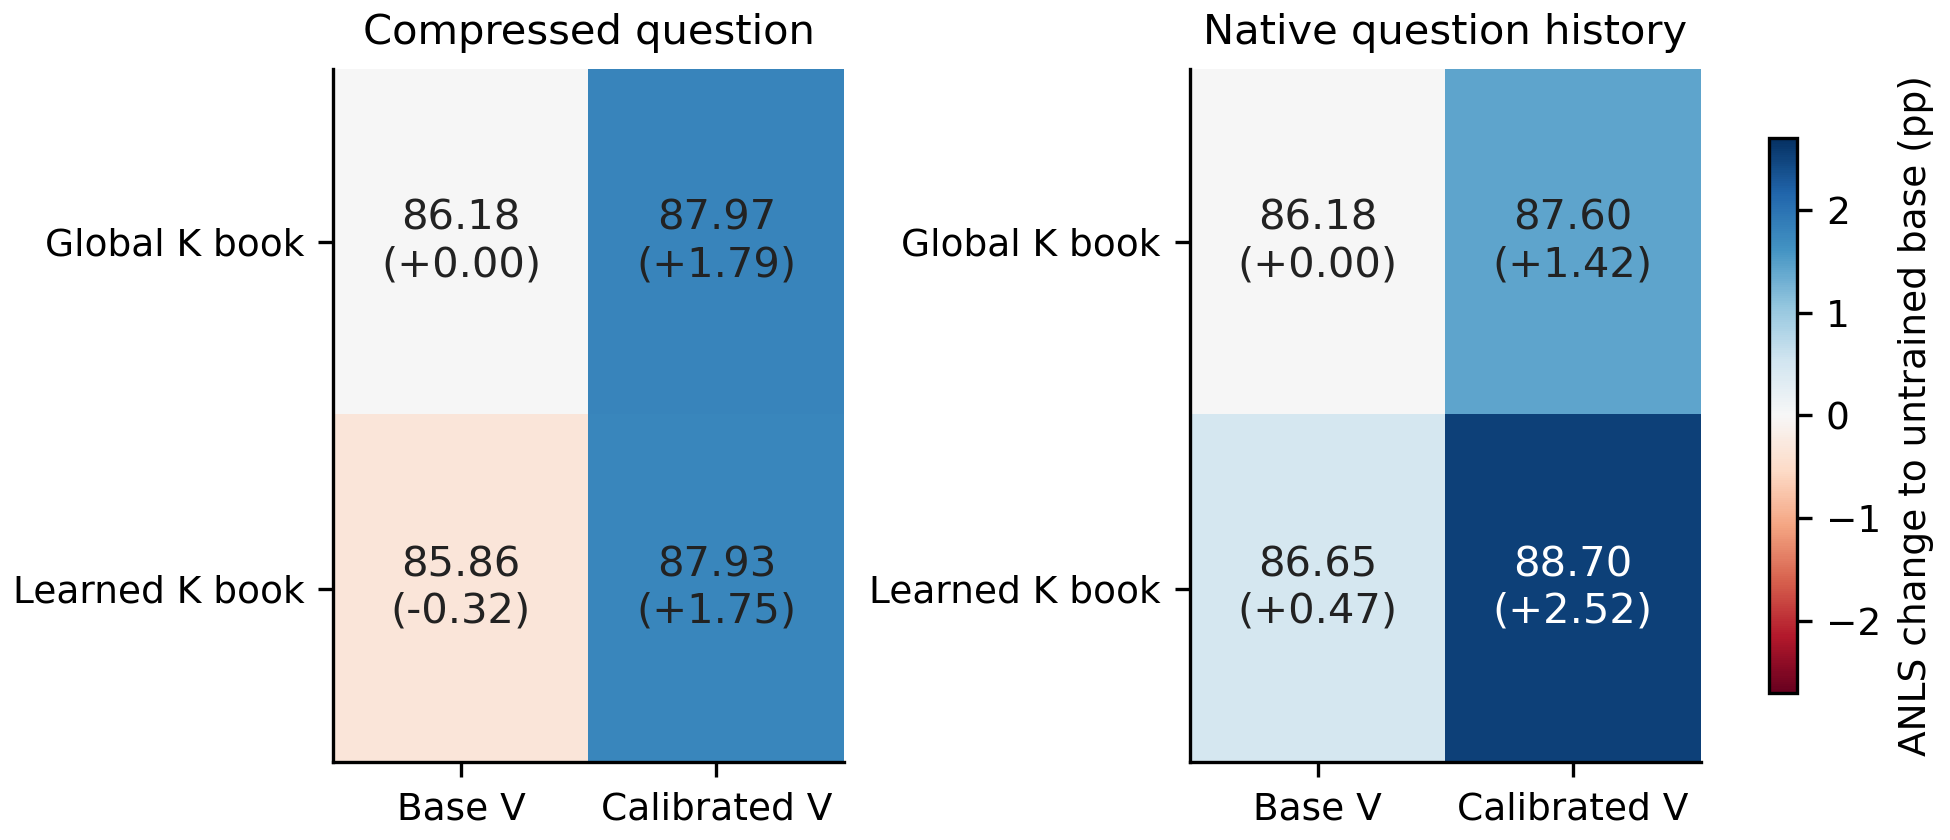 Compressed question
Global K book
86.18
(+0.00)
87.97
(+1.79)
Learned K book
85.86
(-0.32)
87.93
(+1.75)
Base V
Calibrated V
Native question history
Global K book
86.18
(+0.00)
87.60
(+1.42)
Learned K book
86.65
(+0.47)
88.70
(+2.52)
Base V
Calibrated V
2
1
0
−1
−2
ANLS change to untrained base (pp)